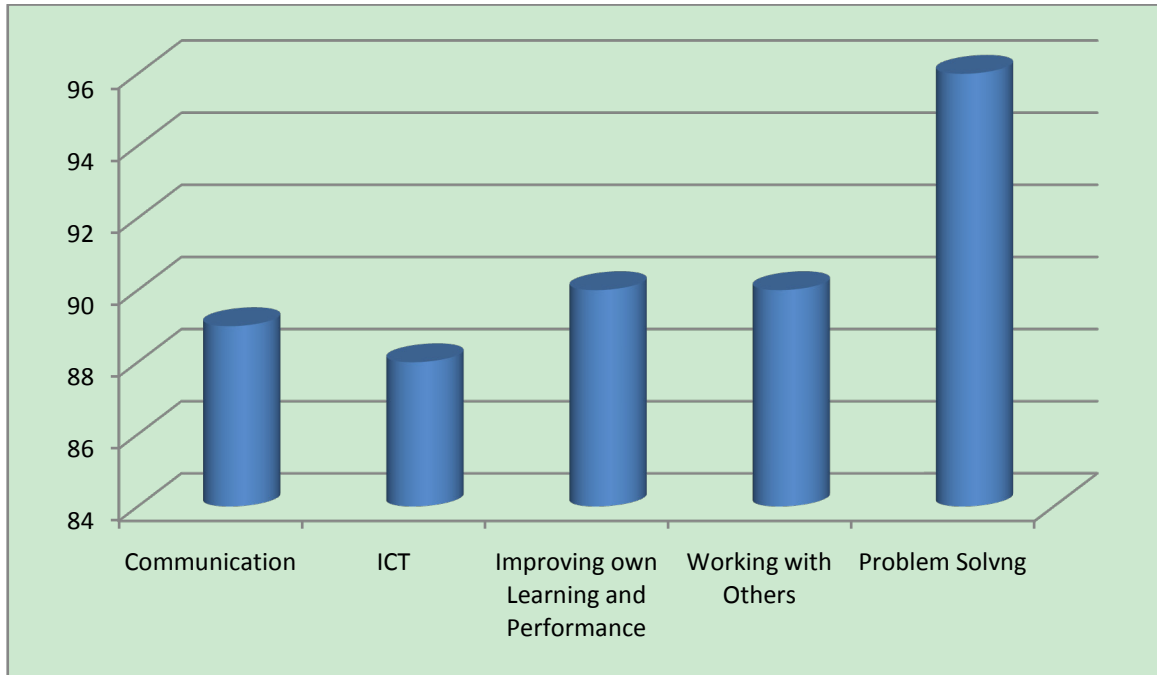 96
94
92
90
88
86
84
Communication
ICT
Improving own
Learning and
Performance
Working with
Others
Problem Solvng